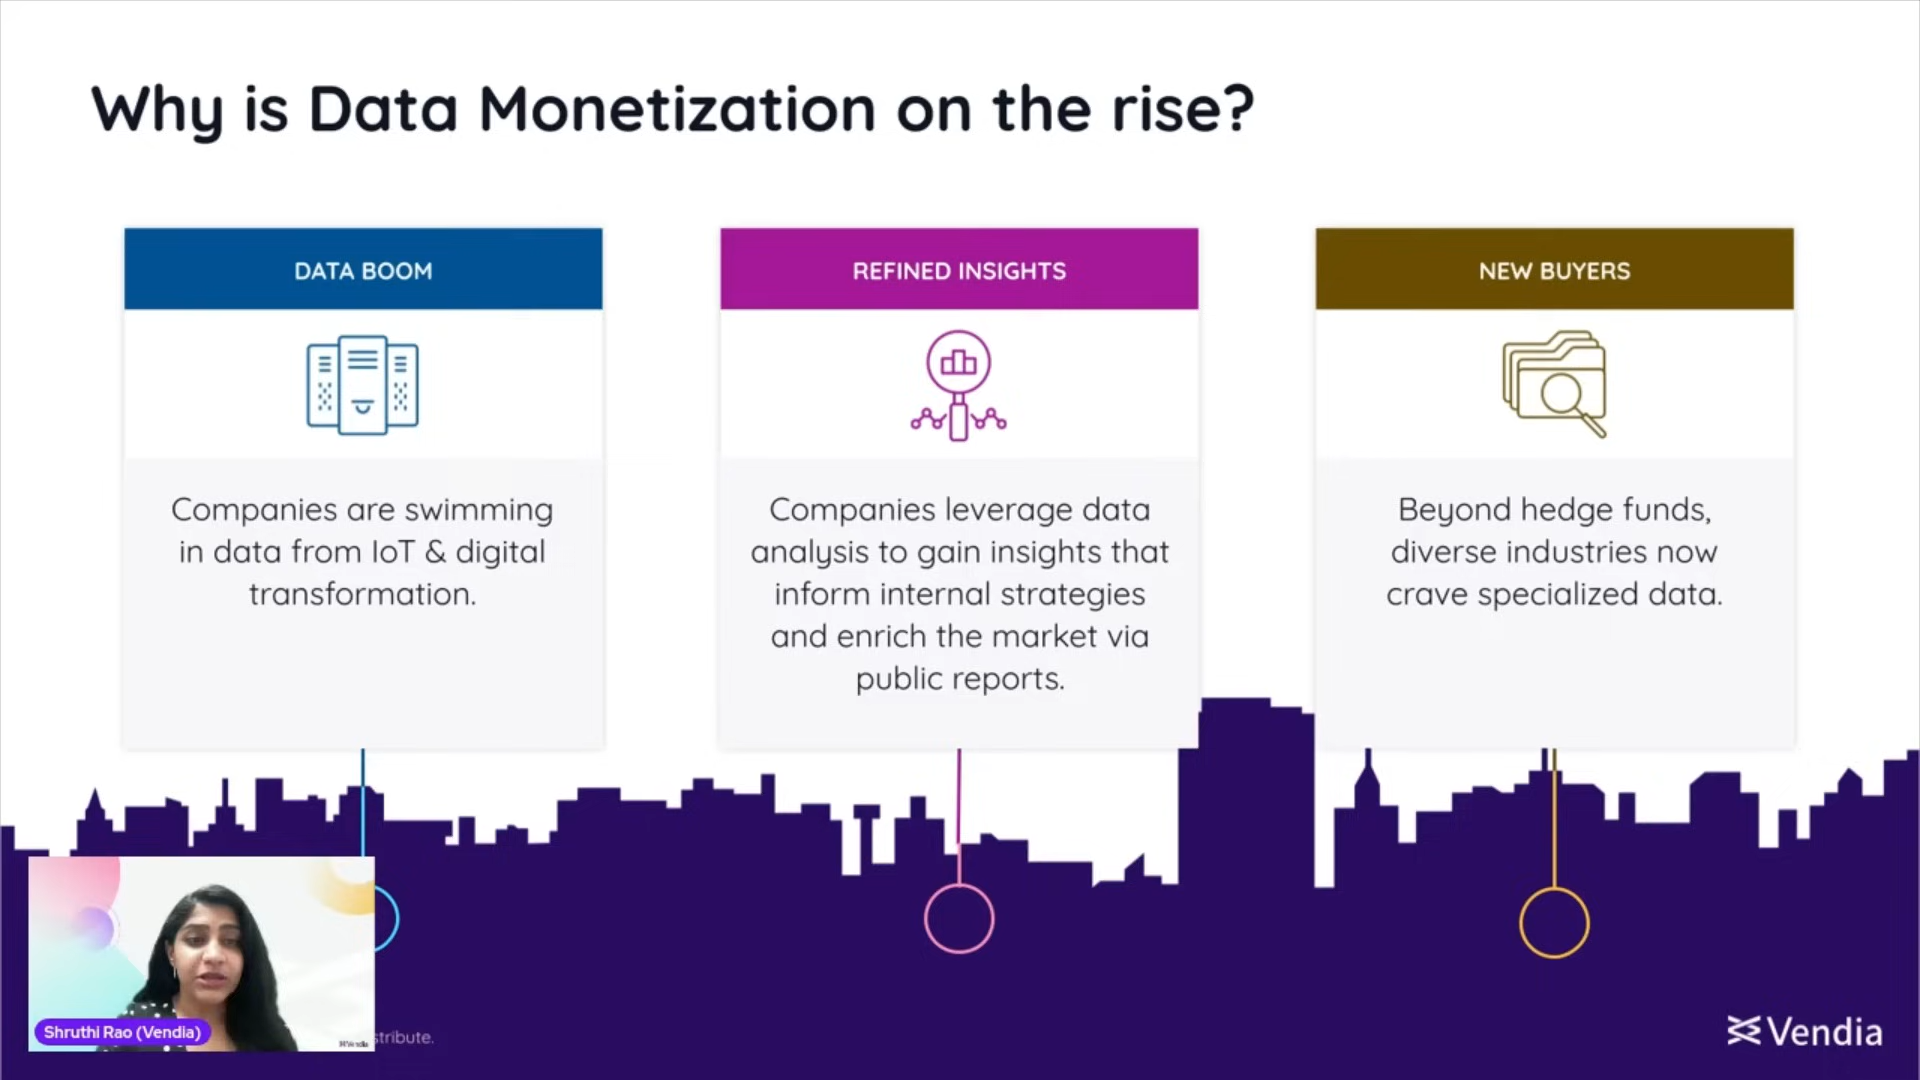 Why is Data Monetization on the rise?
DATA BOOM
Companies are swimming
in data from IoT & digital
transformation.
REFINED INSIGHTS
Companies leverage data
analysis to gain insights that
inform internal strategies
and enrich the market via
public reports.
NEW BUYERS
Beyond hedge funds,
diverse industries now
crave specialized data.
Shruthi Rao (Vendia)
Vendia
stribute.
Vendia